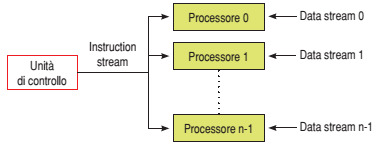 Processore 0
Data stream 0
Instruction
stream
Processore 1
Data stream 1
Unità
di controllo
Processore n-1
Data stream n-1